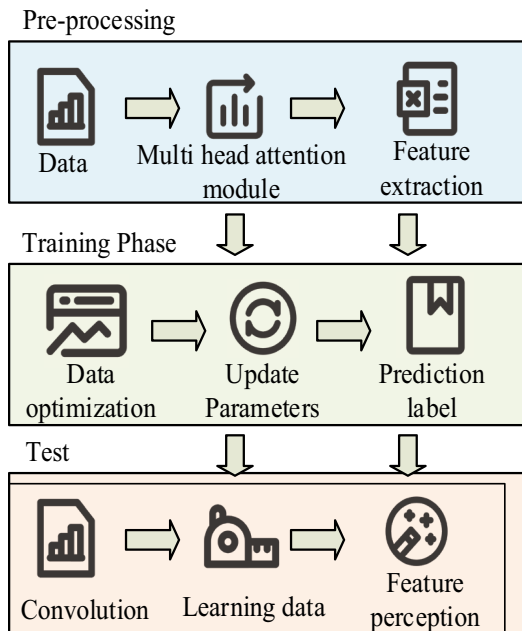 Pre-processing
Data
Multi head attention
module
Feature
extraction
Training Phase
Data
optimization
Update
Parameters
Prediction
label
Test
Convolution
Learning data
Feature
perception